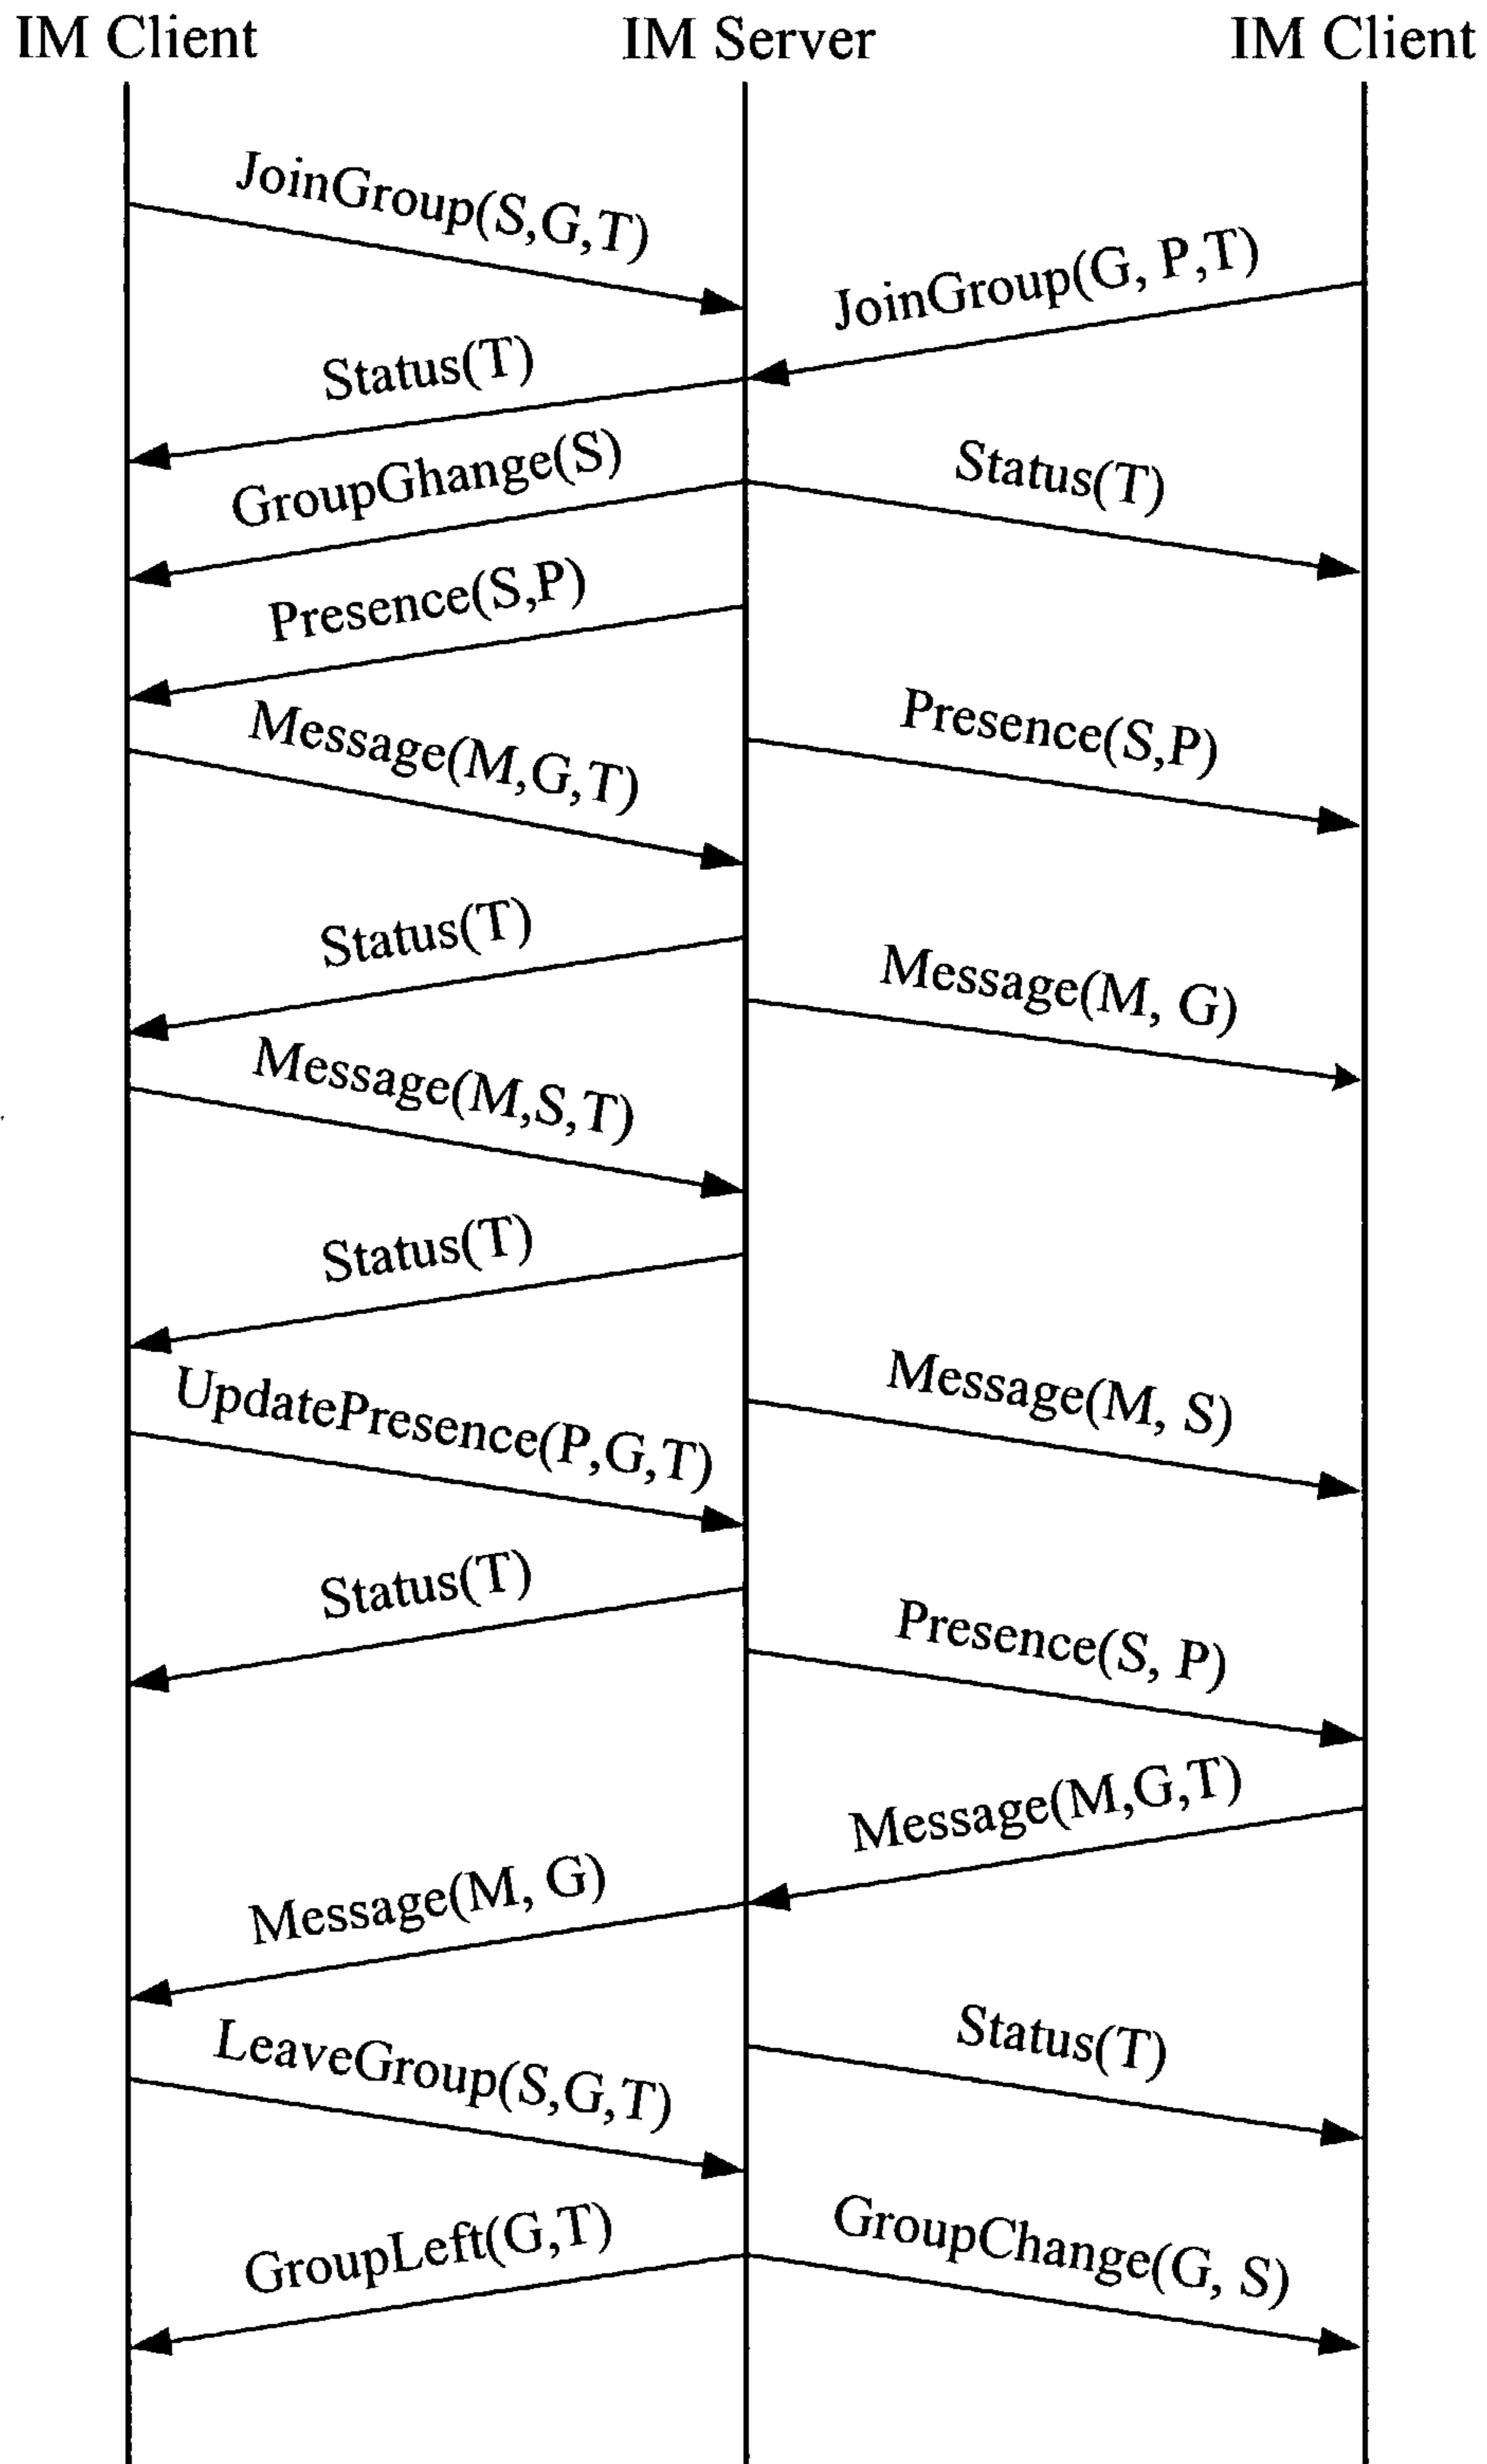 IM Client
IM Server
IM Client
JoinGroup(S,G,T)
JoinGroup(G, P,T)
Status(T)
GroupGhange(S)
Status(T)
Presence(S,P)
Presence(S,P)
Message(M,G,T)
Status(T)
Message(M, G)
Message(M,S,T)
Status(T)
Message(M, S)
UpdatePresence(P,G,T)
Status(T)
Presence(S, P)
Message(M,G,T)
Message(M, G)
Status(T)
LeaveGroup(S,G,T)
GroupLeft(G,T)
GroupChange(G, S)